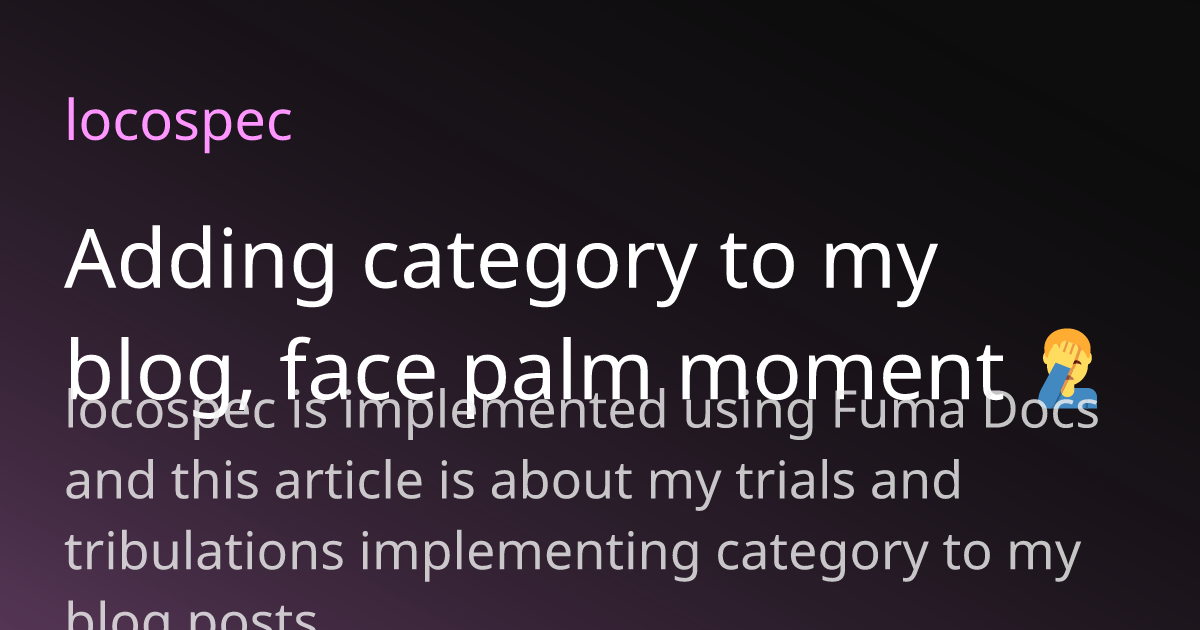 locospec
Adding category to my
blog, face palm moment 🤦‍♂️
locospec is implemented using Fuma Docs
and this article is about my trials and
tribulations implementing category to my
blog posts